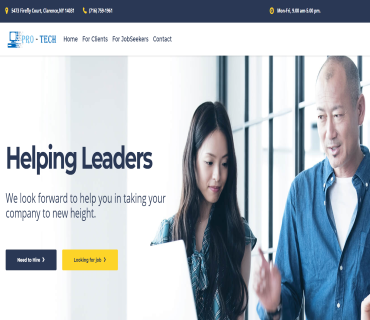 5473 Firefly Court, Clarence,NY 14031
(716) 759-1961
Mon-Fri, 9.00 am-5.00 pm.
PRO - TECH
Home For Clients For JobSeekers Contact
Helping Leaders
We look forward to help you in taking your
company to new height.
Need to Hire ❯
Looking for job ❯